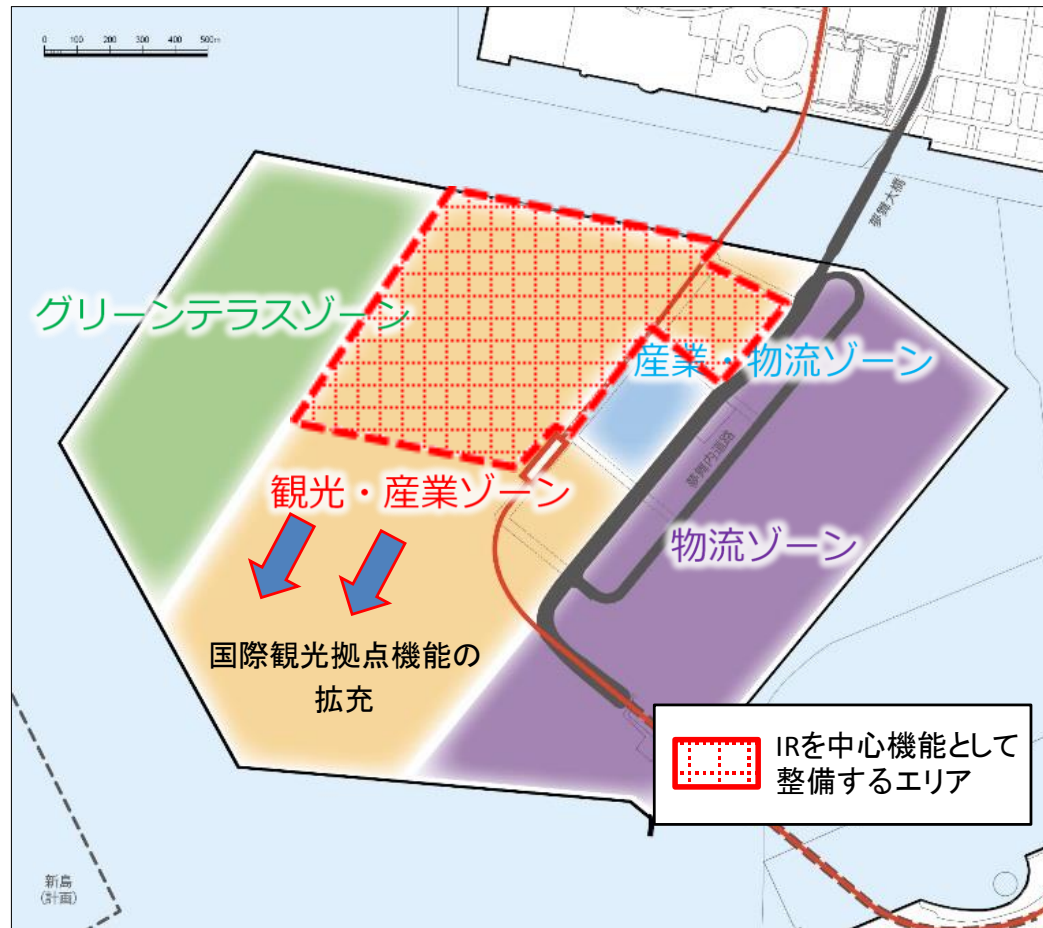 0 100 200 300 400 500m
夢舞大橋
グリーンテラスゾーン
産業・物流ゾーン
夢舞内道路
観光・産業ゾーン
物流ゾーン
国際観光拠点機能の
拡充
IRを中心機能として
整備するエリア
新島
(計画)